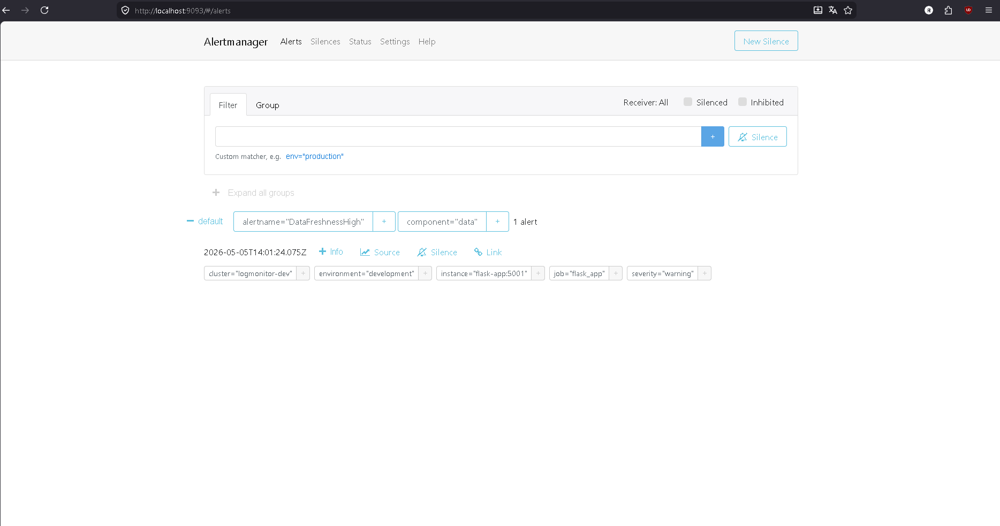 http://localhost:9093/#/alerts
Alertmanager Alerts Silences Status Settings Help New Silence
Filter Group Receiver: All Silenced Inhibited
+ Silence
Custom matcher, e.g. env="production"
+ Expand all groups
default alertname="DataFreshnessHigh" + component="data" + 1 alert
2026-05-05T14:01:24.075Z + Info Source Silence Link
cluster="logmonitor-dev" + environment="development" + instance="flask-app:5001" + job="flask_app" + severity="warning" +